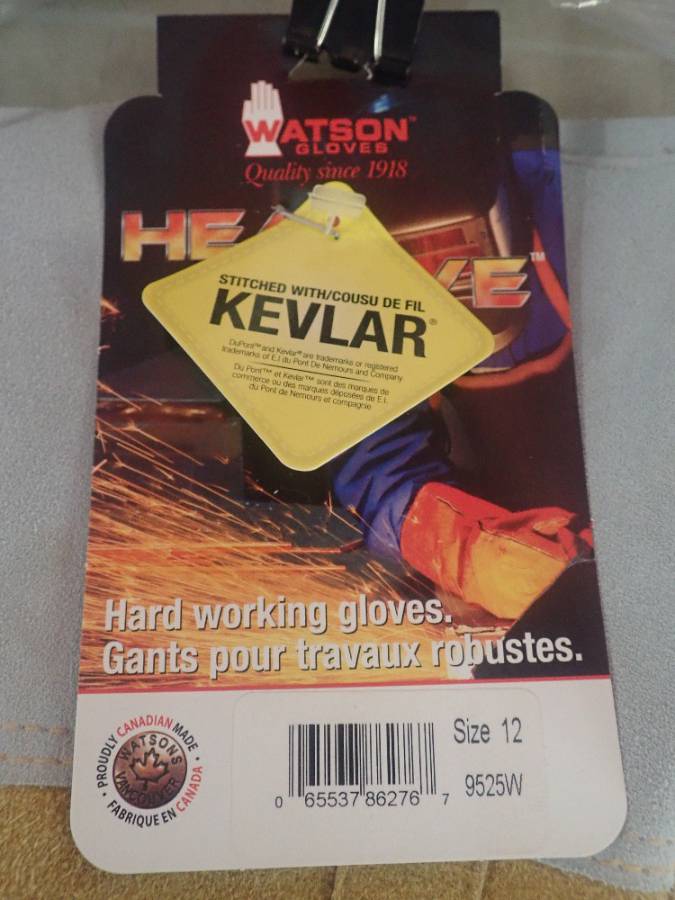 WATSON™
GLOVES
Quality since 1918
HEA VE™
STITCHED WITH/COUSU DE FIL
KEVLAR®
DuPont™ and Kevlar® are trademarks or registered
trademarks of E.I. du Pont De Nemours and Company
Du Pont™ et Kevlar™ sont des marques de
commerce ou des marques déposées de E.I.
du Pont de Nemours et compagnie
Hard working gloves.
Gants pour travaux robustes.
• PROUDLY CANADIAN MADE •
WATSONS
VANCOUVER
FABRIQUE EN CANADA
Size 12
0 65537 86276 7
9525W